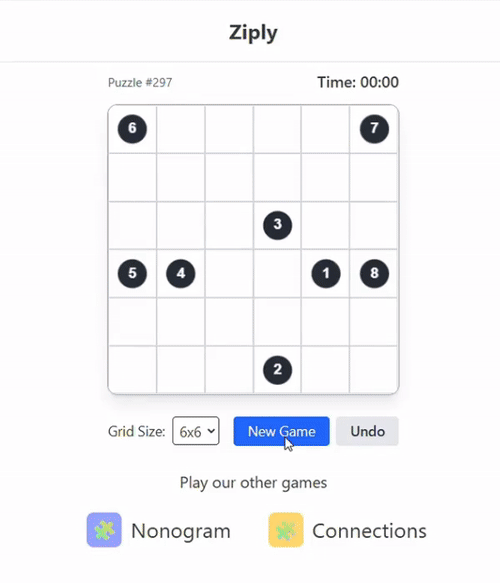 Ziply
Puzzle #297 Time: 00:00
6 7
3
5 4 1 8
2
Grid Size: 6x6 New Game Undo
Play our other games
Nonogram Connections